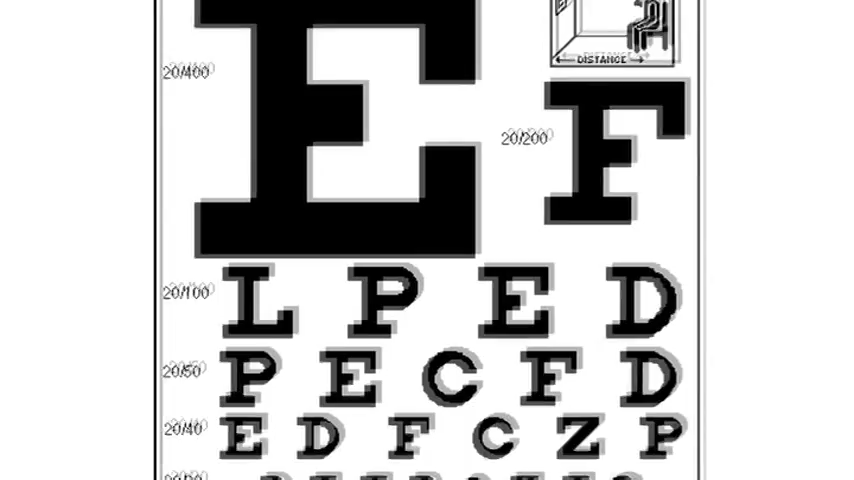 DISTANCE
20/400 E
20/200 F
20/100 L P E D
20/50 P E C F D
20/40 E D F C Z P